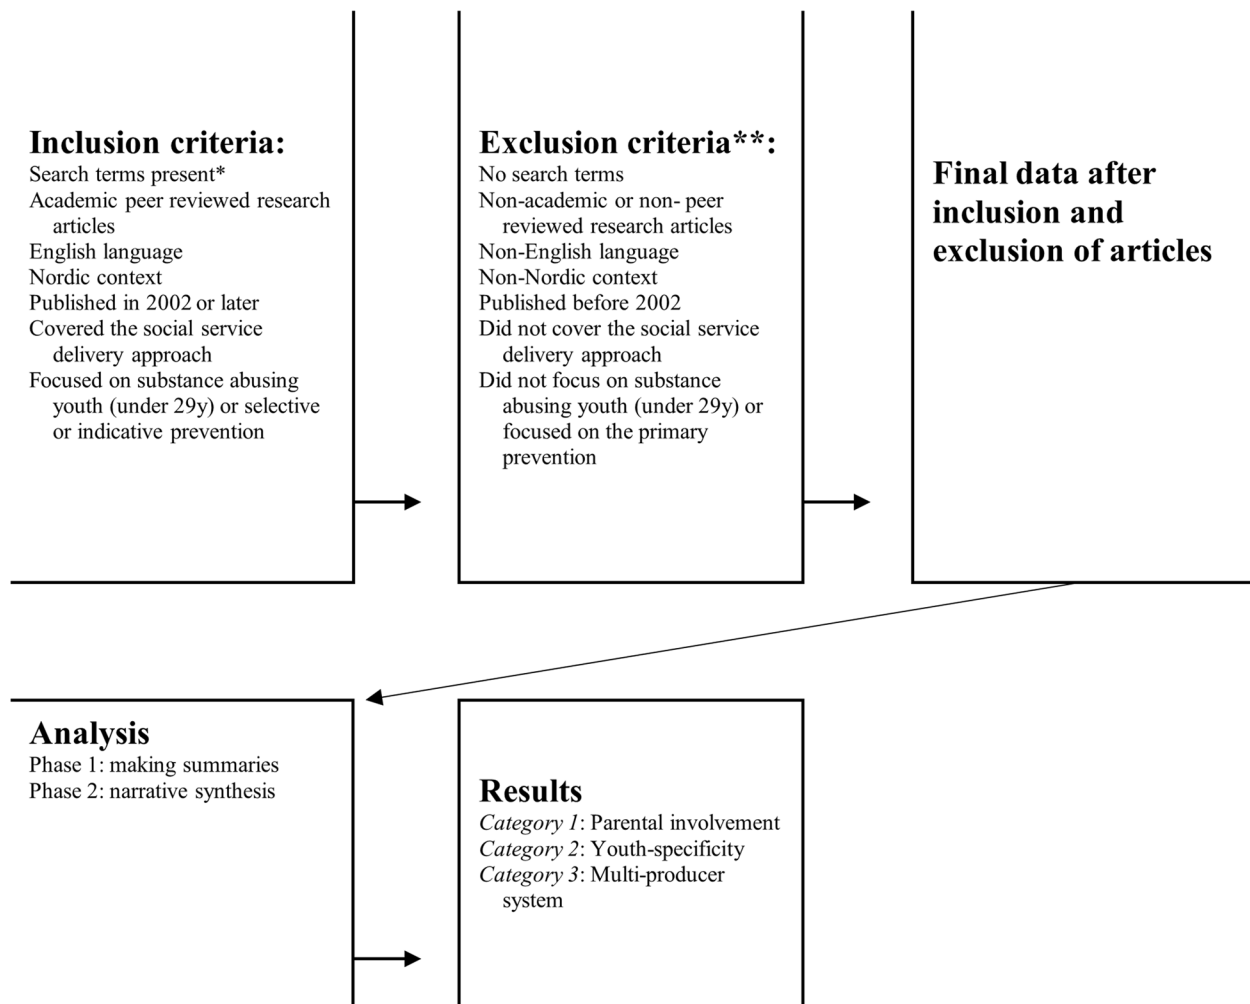 Inclusion criteria:
Search terms present*
Academic peer reviewed research
articles
English language
Nordic context
Published in 2002 or later
Covered the social service
delivery approach
Focused on substance abusing
youth (under 29y) or selective
or indicative prevention
Exclusion criteria**:
No search terms
Non-academic or non- peer
reviewed research articles
Non-English language
Non-Nordic context
Published before 2002
Did not cover the social service
delivery approach
Did not focus on substance
abusing youth (under 29y) or
focused on the primary
prevention
Final data after
inclusion and
exclusion of articles
Analysis
Phase 1: making summaries
Phase 2: narrative synthesis
Results
Category 1: Parental involvement
Category 2: Youth-specificity
Category 3: Multi-producer
system